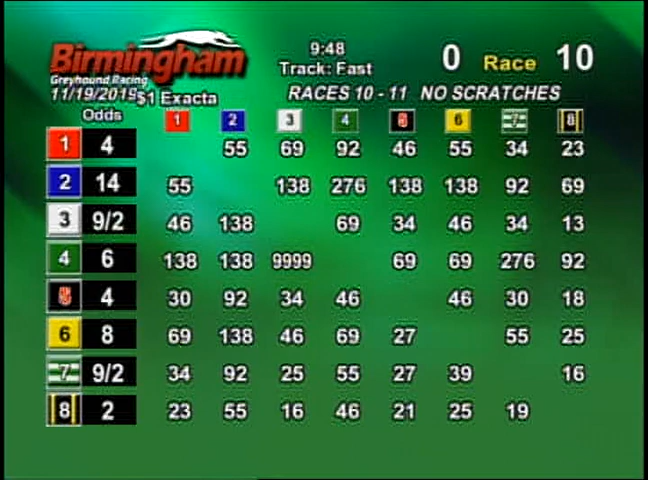 Birmingham
Greyhound Racing
9:48
Track: Fast
0 Race 10
11/19/2019 $1 Exacta RACES 10 - 11 NO SCRATCHES
Odds 1 2 3 4 5 6 7 8
1 4 55 69 92 46 55 34 23
2 14 55 138 276 138 138 92 69
3 9/2 46 138 69 34 46 34 13
4 6 138 138 9999 69 69 276 92
5 4 30 92 34 46 46 30 18
6 8 69 138 46 69 27 55 25
7 9/2 34 92 25 55 27 39 16
8 2 23 55 16 46 21 25 19